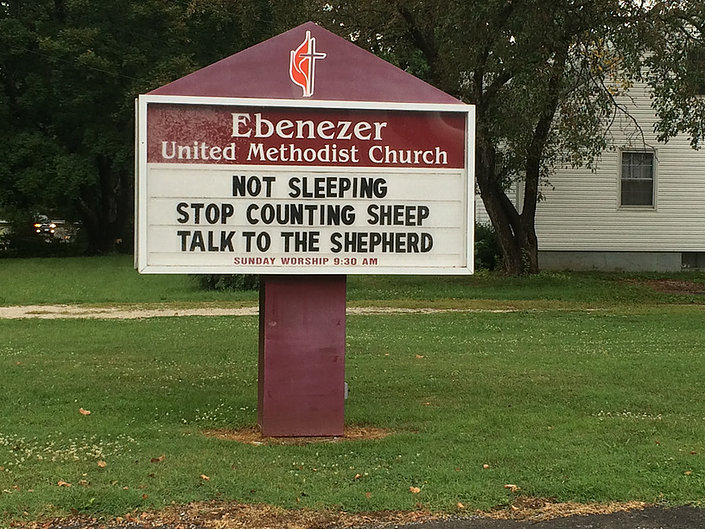 Ebenezer
United Methodist Church
NOT SLEEPING
STOP COUNTING SHEEP
TALK TO THE SHEPHERD
SUNDAY WORSHIP 9:30 AM